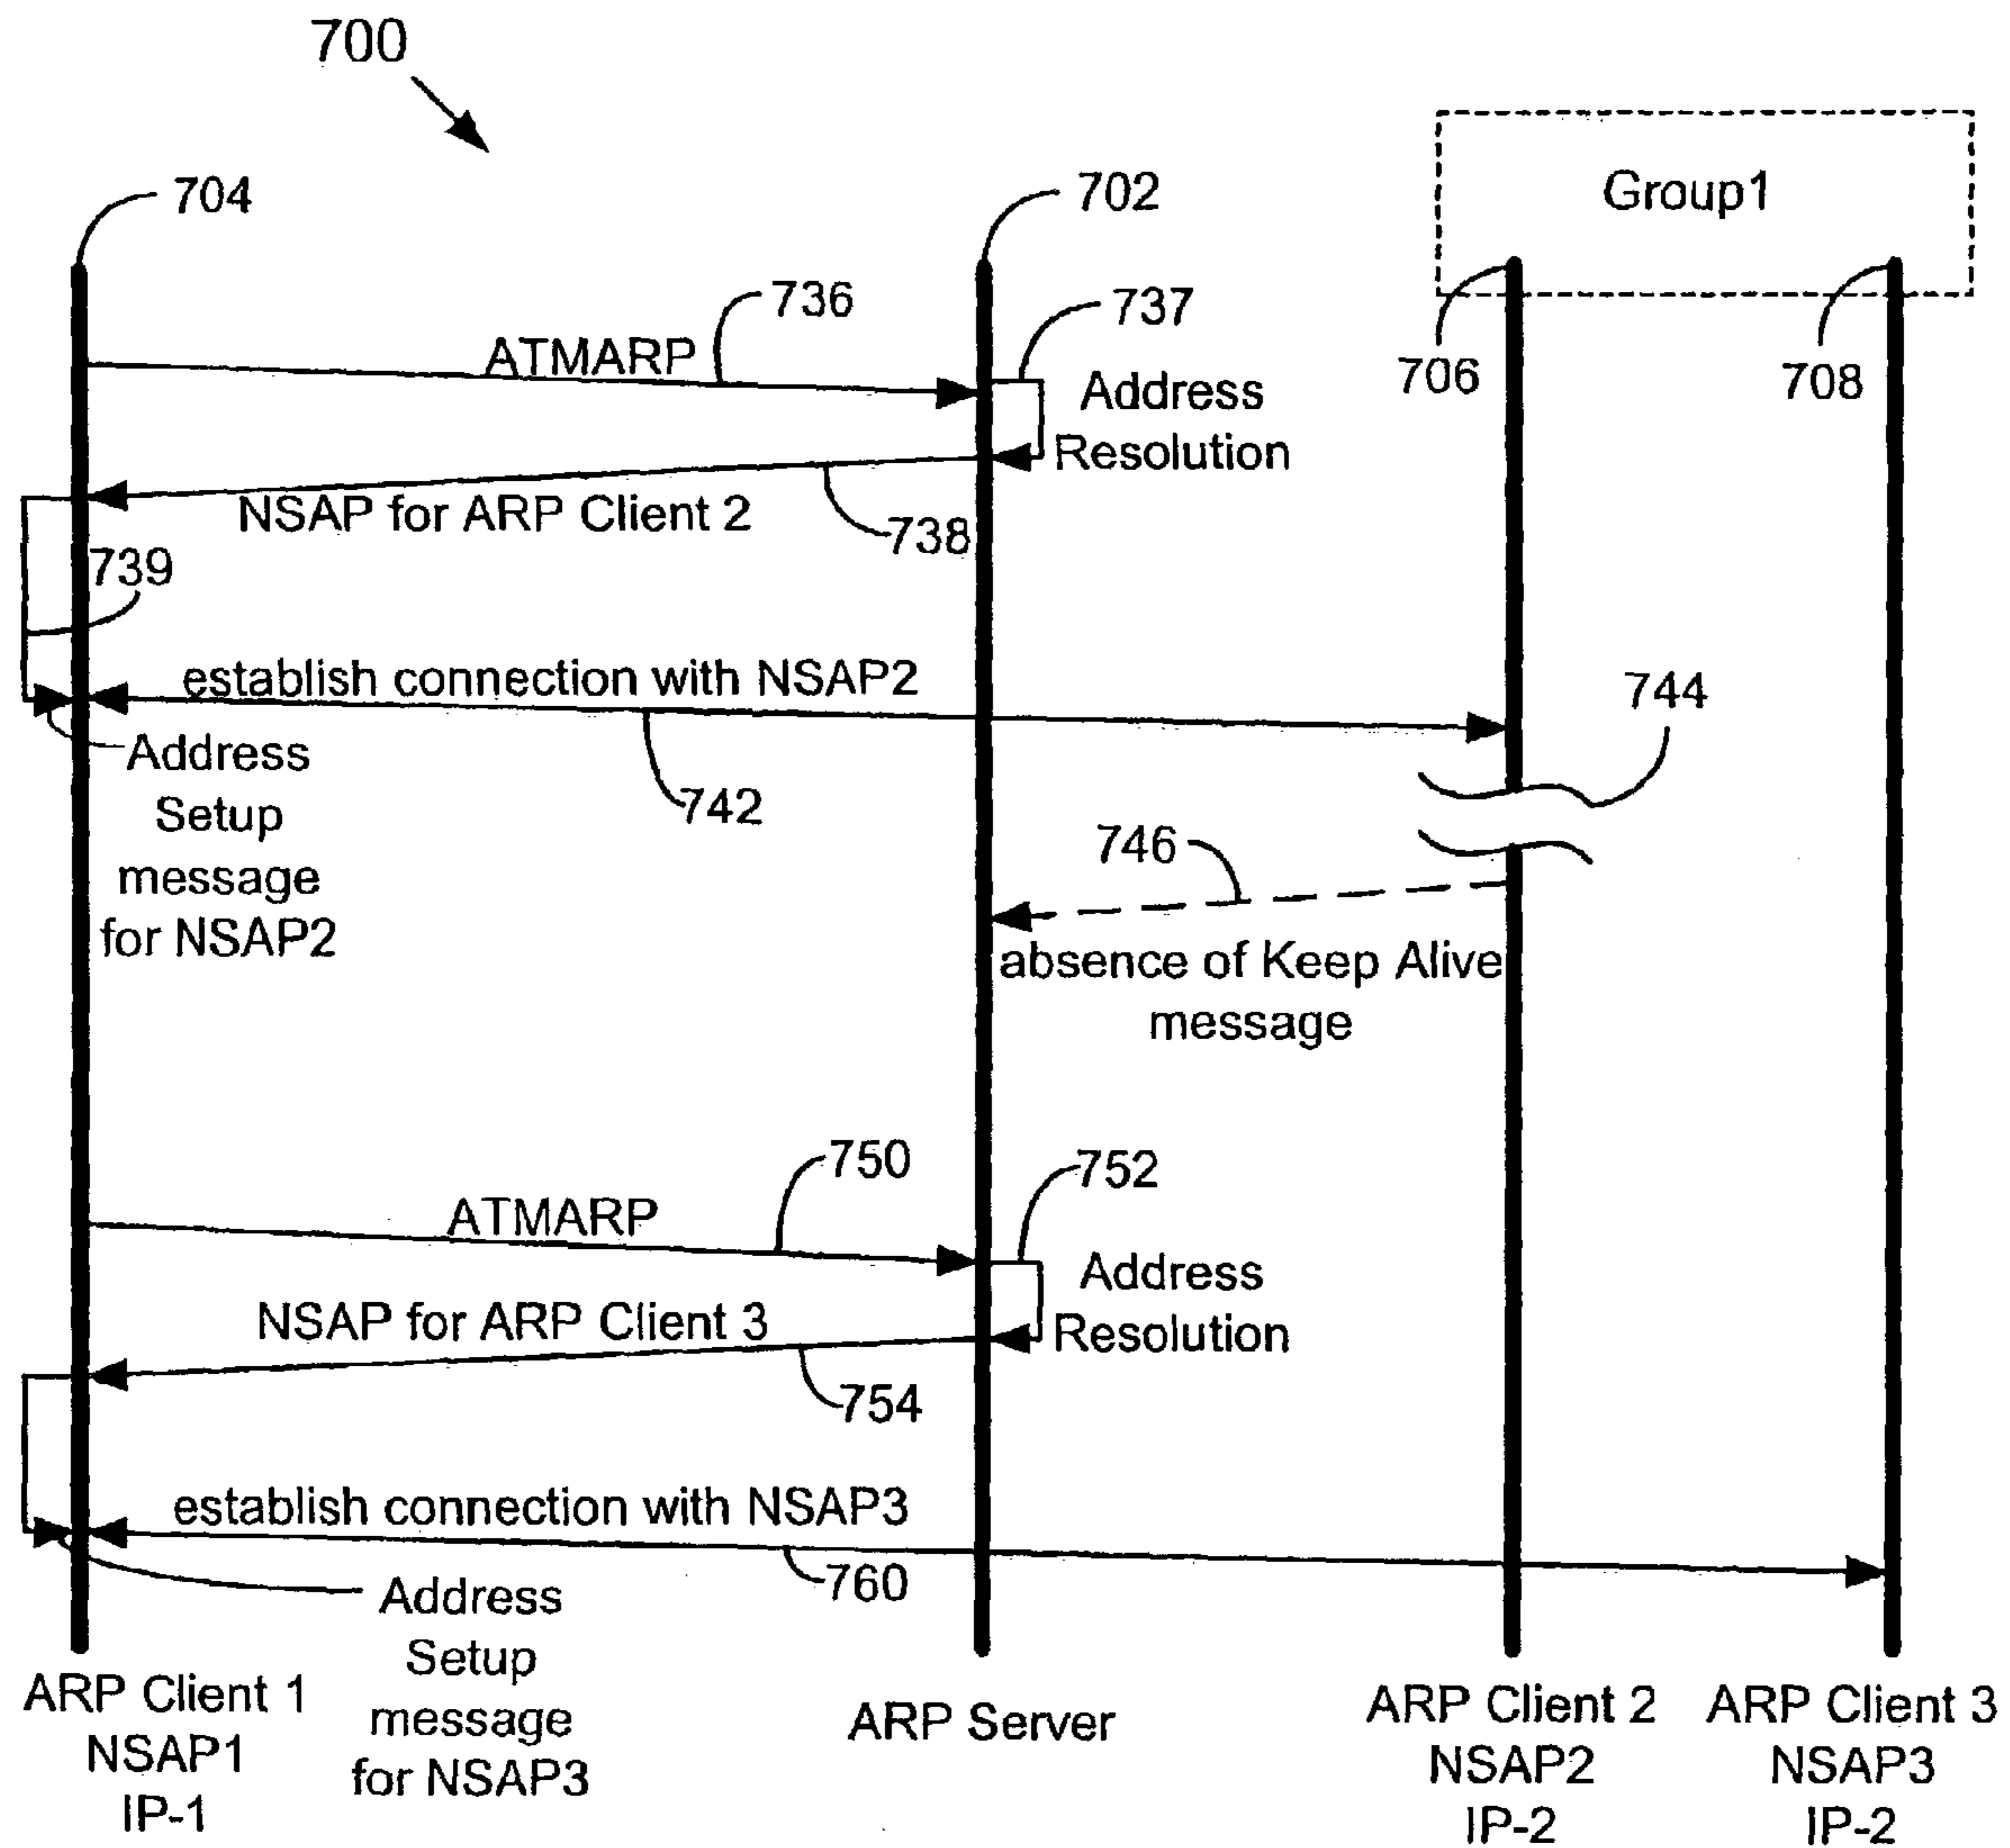 700
704
702
Group1
736
737
ATMARP
706
708
Address
Resolution
NSAP for ARP Client 2
738
739
establish connection with NSAP2
744
Address
Setup
message
for NSAP2
742
746
absence of Keep Alive
message
750
752
ATMARP
Address
Resolution
NSAP for ARP Client 3
754
establish connection with NSAP3
760
Address
Setup
message
for NSAP3
ARP Client 1
NSAP1
IP-1
ARP Server
ARP Client 2
NSAP2
IP-2
ARP Client 3
NSAP3
IP-2